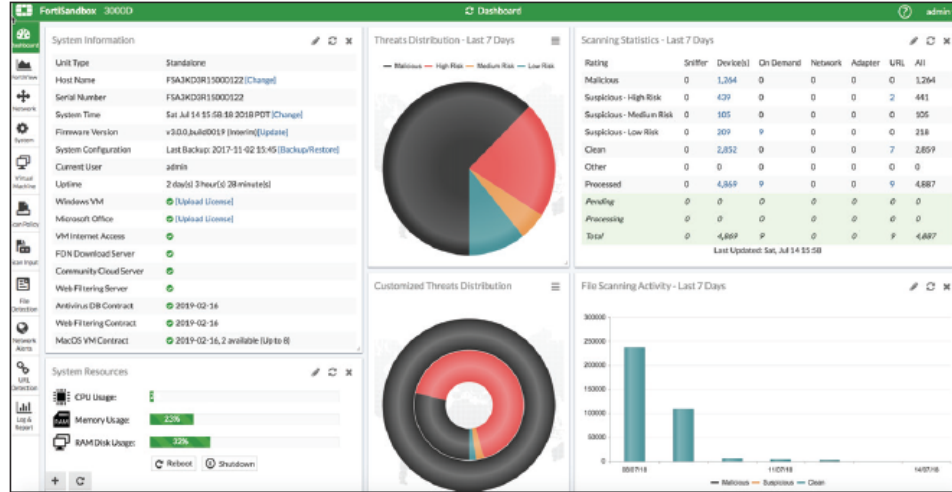 FortiSandbox 3000D
Dashboard
admin
Dashboard
FortiView
Network
System
Virtual Machine
Scan Policy
Scan Input
File Detection
Network Alerts
URL Detection
Log & Report
System Information
Unit Type Standalone
Host Name FSA3KD3R15000122 [Change]
Serial Number FSA3KD3R15000122
System Time Sat Jul 14 15:58:18 2018 PDT [Change]
Firmware Version v3.0.0,build0019 (Interim)[Update]
System Configuration Last Backup: 2017-11-02 15:45 [Backup/Restore]
Current User admin
Uptime 2 day(s) 3 hour(s) 28 minute(s)
Windows VM [Upload License]
Microsoft Office [Upload License]
VM Internet Access
FDN Download Server
Community Cloud Server
Web Filtering Server
Antivirus DB Contract 2019-02-16
Web Filtering Contract 2019-02-16
MacOS VM Contract 2019-02-16, 2 available (Up to 8)
System Resources
CPU Usage:
Memory Usage: 23%
RAM Disk Usage: 32%
Reboot Shutdown
Threats Distribution - Last 7 Days
Malicious High Risk Medium Risk Low Risk
Customized Threats Distribution
Scanning Statistics - Last 7 Days
Rating Sniffer Device(s) On Demand Network Adapter URL All
Malicious 0 1,264 0 0 0 0 1,264
Suspicious - High Risk 0 439 0 0 0 2 441
Suspicious - Medium Risk 0 105 0 0 0 0 105
Suspicious - Low Risk 0 209 9 0 0 0 218
Clean 0 2,852 0 0 0 7 2,859
Other 0 0 0 0 0 0 0
Processed 0 4,869 9 0 0 9 4,887
Pending 0 0 0 0 0 0 0
Processing 0 0 0 0 0 0 0
Total 0 4,869 9 0 0 9 4,887
Last Updated: Sat, Jul 14 15:58
File Scanning Activity - Last 7 Days
300000
250000
200000
150000
100000
50000
0
08/07/18 11/07/18 14/07/18
Malicious Suspicious Clean